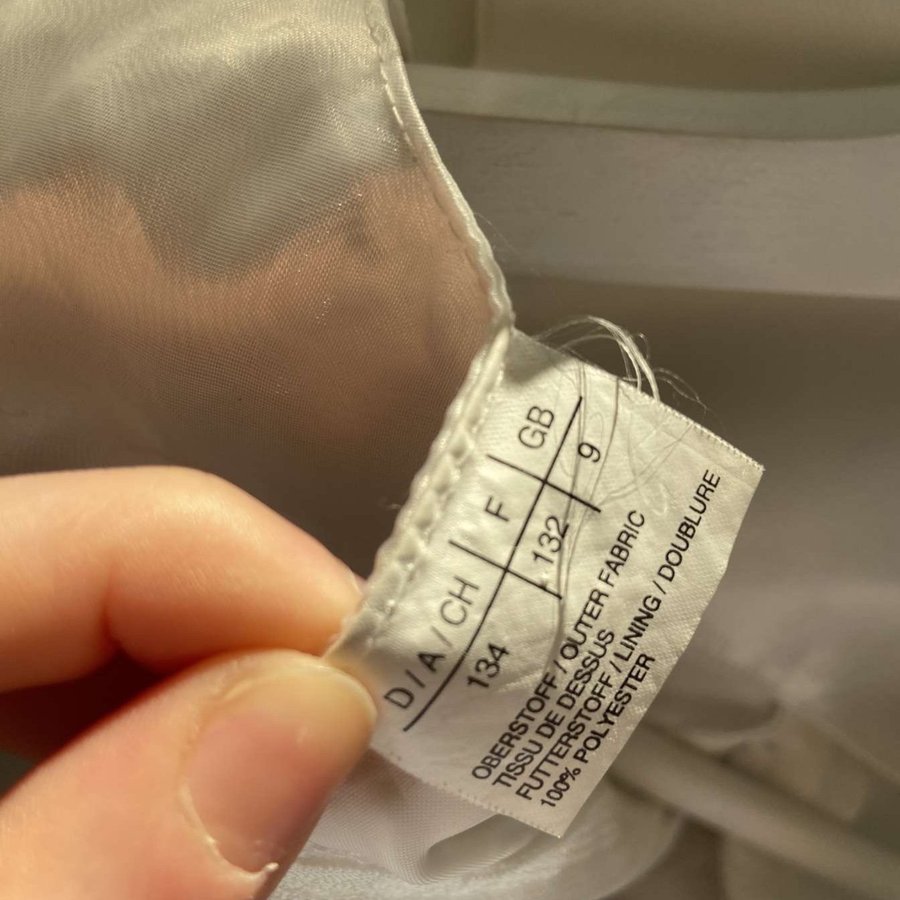 D / A / CH F GB
134 132 9
OBERSTOFF / OUTER FABRIC
TISSU DE DESSUS
FUTTERSTOFF / LINING / DOUBLURE
100% POLYESTER